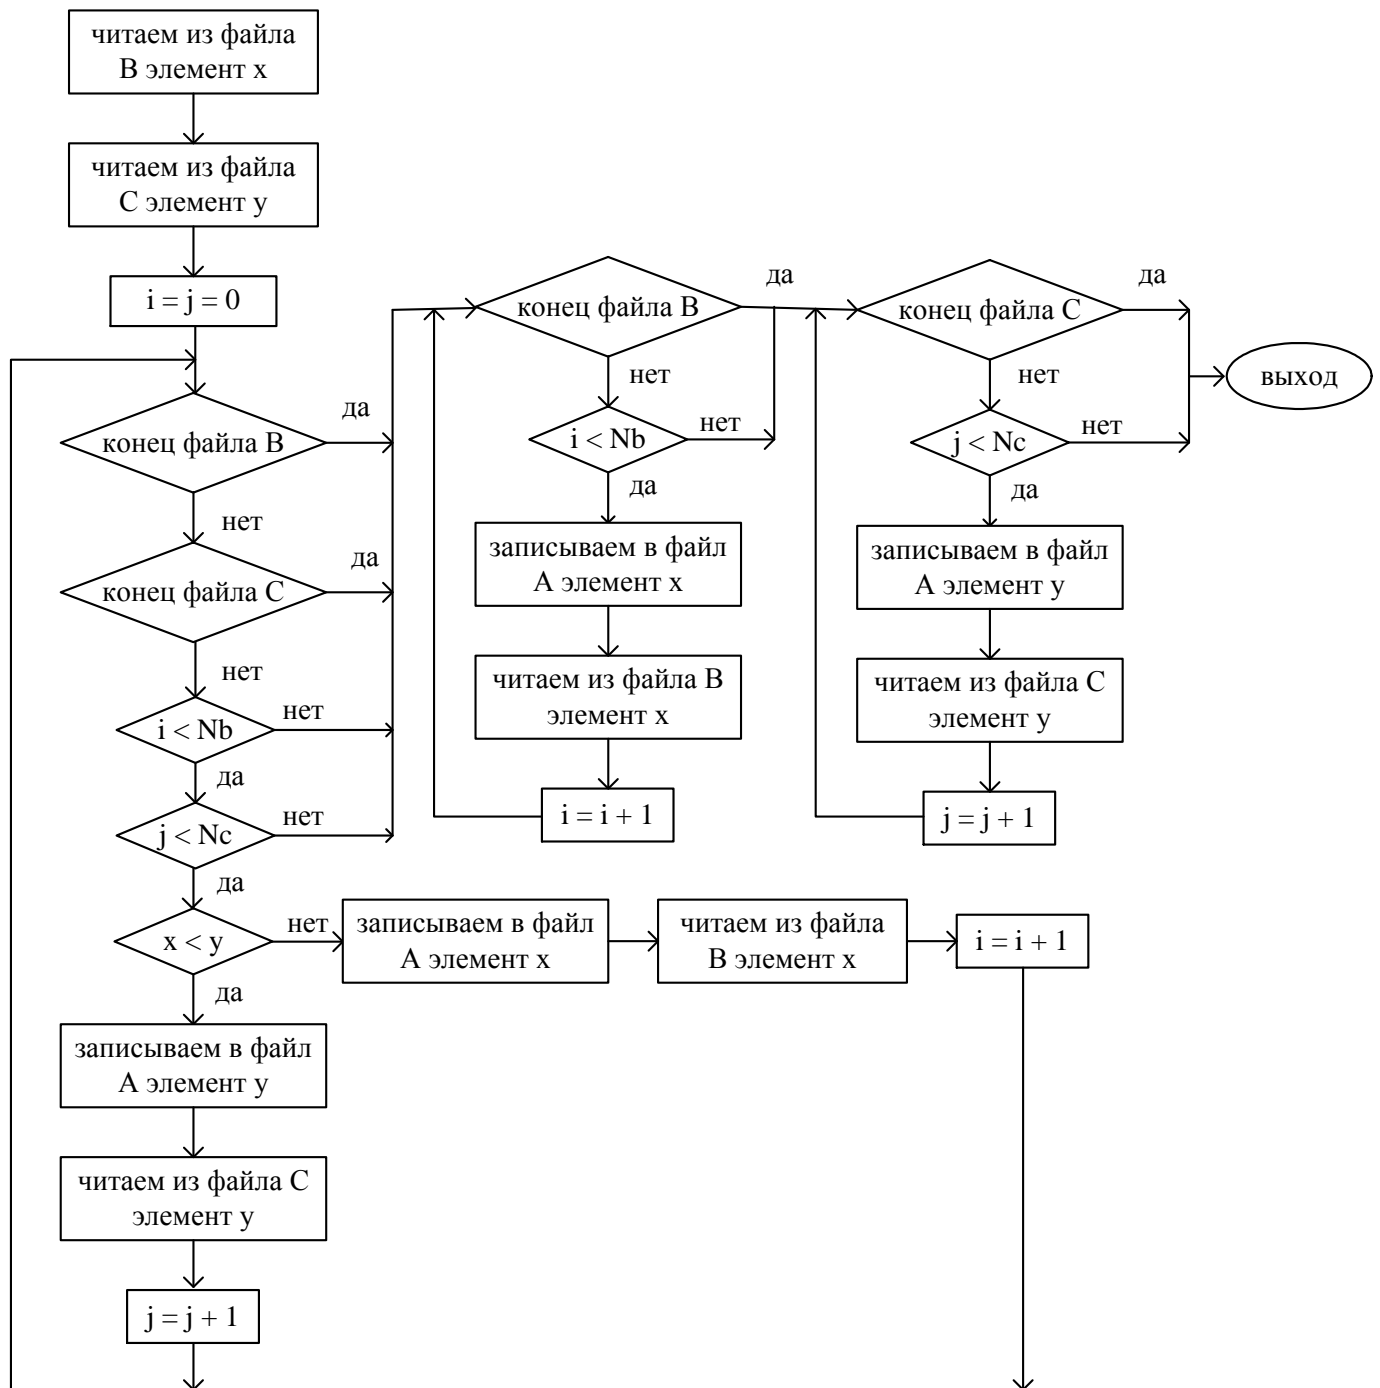 читаем из файла
B элемент x
читаем из файла
C элемент y
i = j = 0
конец файла B
да
нет
конец файла C
да
нет
i < Nb
нет
да
j < Nc
нет
да
x < y
нет
да
записываем в файл
A элемент y
читаем из файла C
элемент y
j = j + 1
записываем в файл
A элемент x
читаем из файла
B элемент x
i = i + 1
конец файла B
да
нет
i < Nb
нет
да
записываем в файл
A элемент x
читаем из файла B
элемент x
i = i + 1
конец файла C
да
нет
j < Nc
нет
да
записываем в файл
A элемент y
читаем из файла C
элемент y
j = j + 1
выход